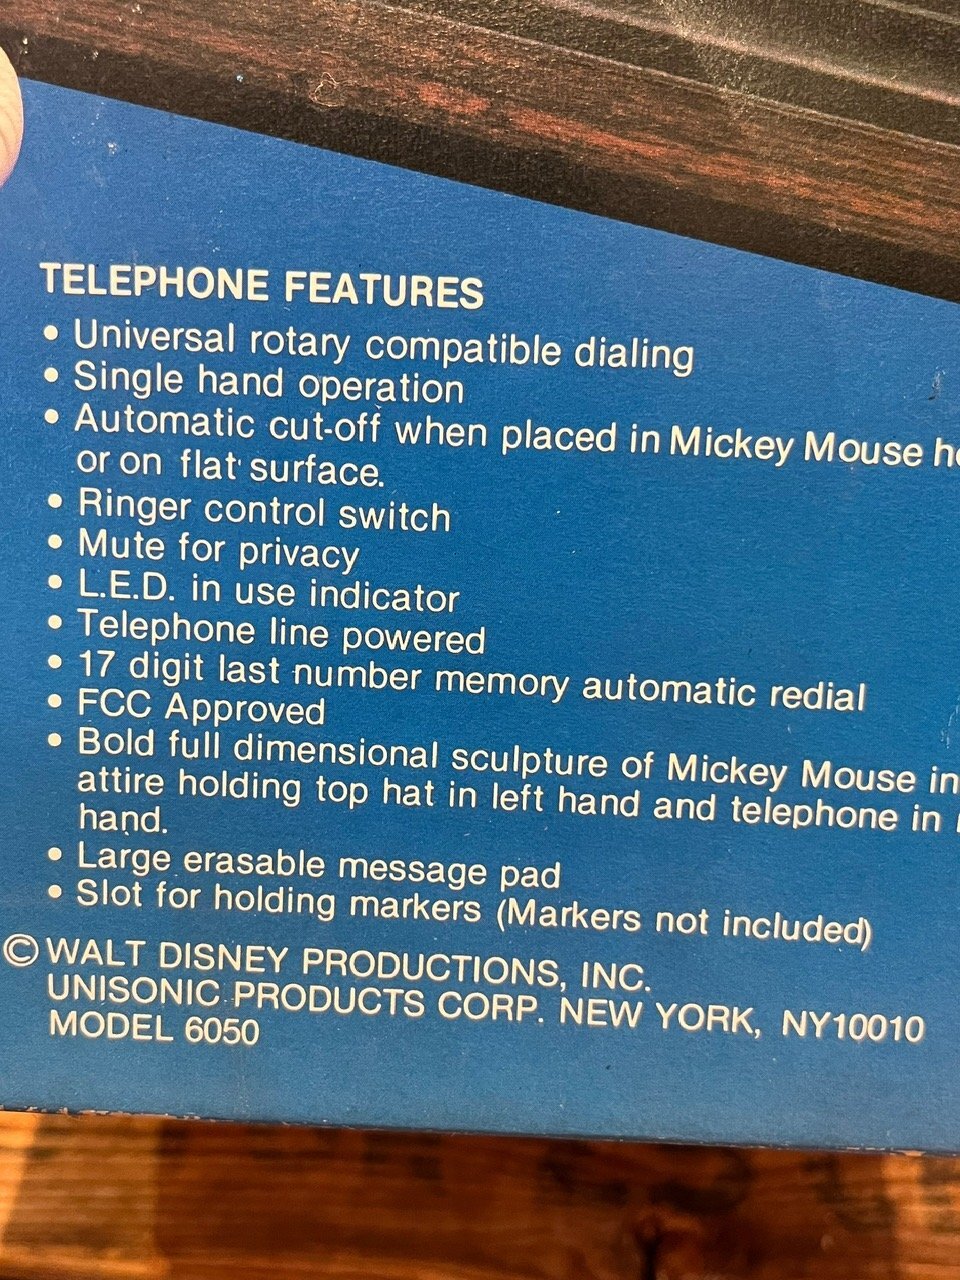 TELEPHONE FEATURES
• Universal rotary compatible dialing
• Single hand operation
• Automatic cut-off when placed in Mickey Mouse
or on flat surface.
• Ringer control switch
• Mute for privacy
• L.E.D. in use indicator
• Telephone line powered
• 17 digit last number memory automatic redial
• FCC Approved
• Bold full dimensional sculpture of Mickey Mouse in
attire holding top hat in left hand and telephone in
hand.
• Large erasable message pad
• Slot for holding markers (Markers not included)
© WALT DISNEY PRODUCTIONS, INC.
UNISONIC PRODUCTS CORP. NEW YORK, NY10010
MODEL 6050